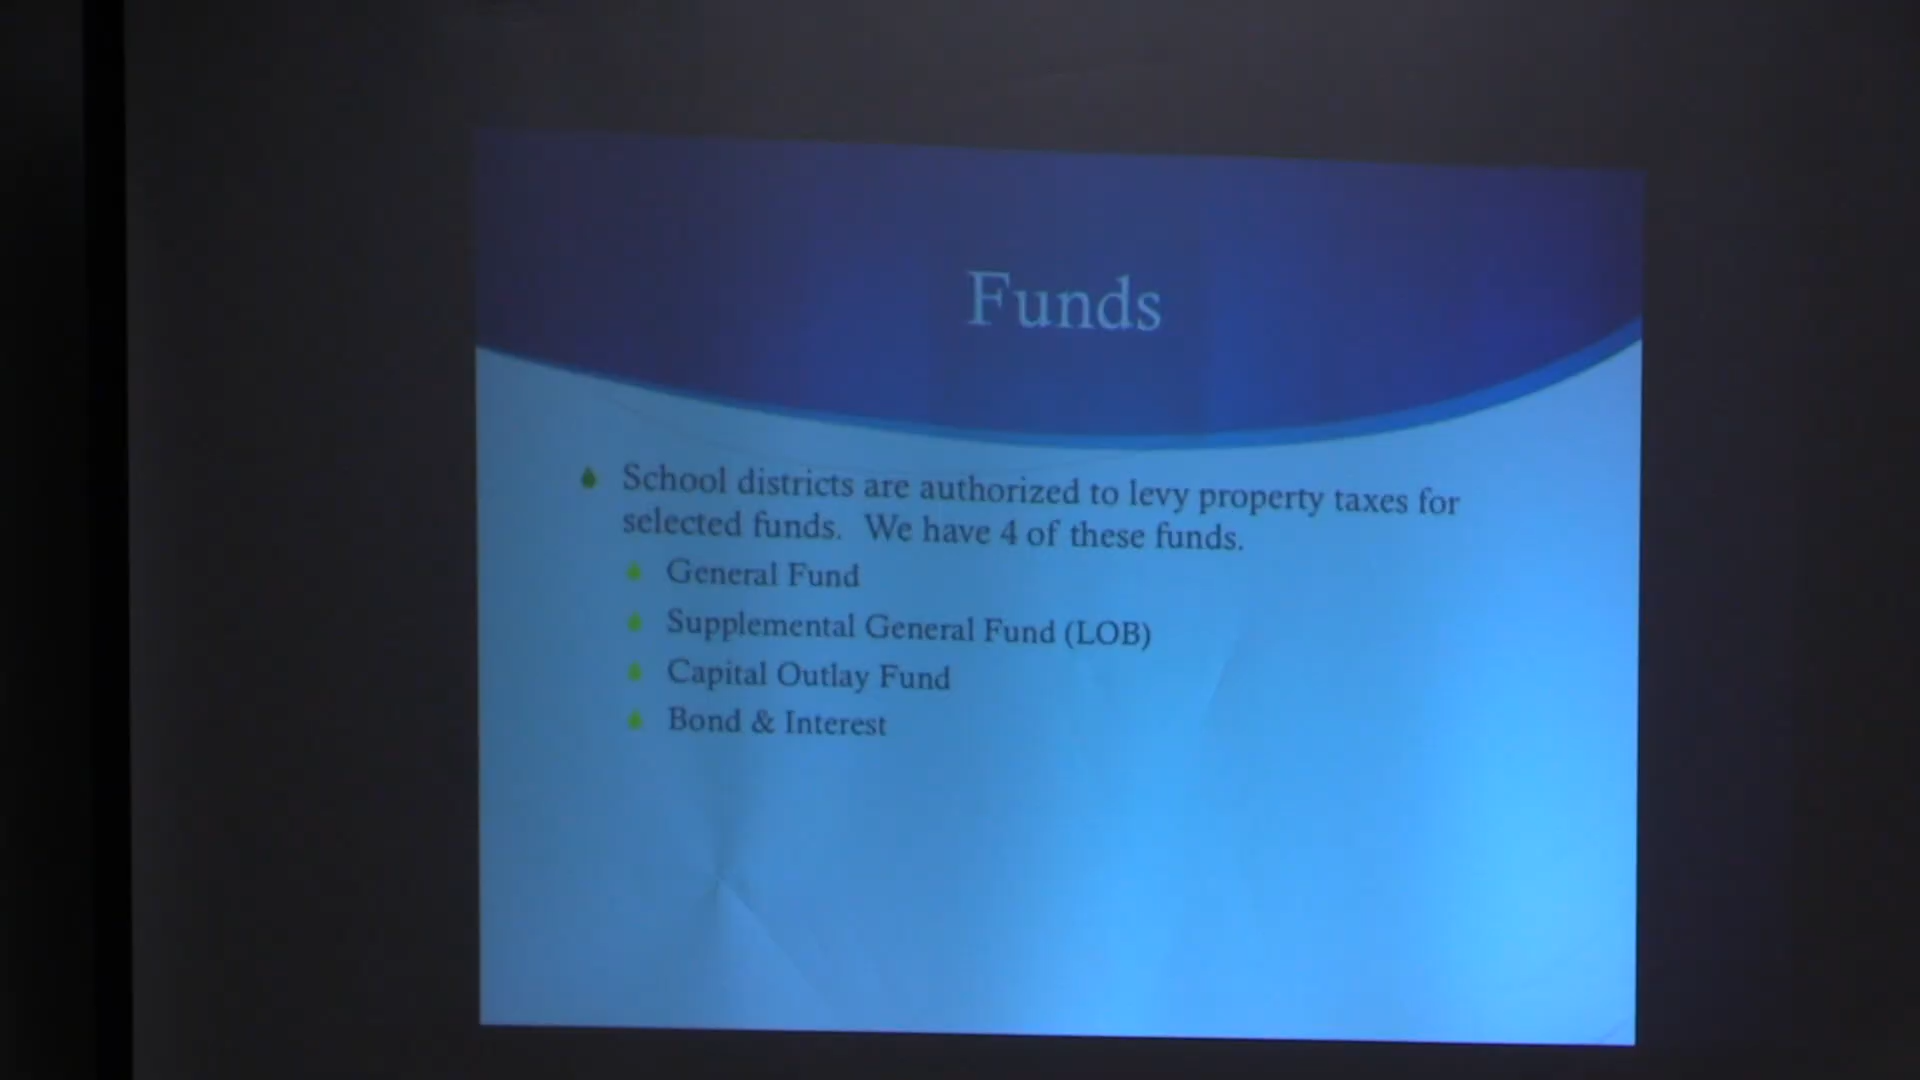 Funds
School districts are authorized to levy property taxes for
selected funds. We have 4 of these funds.
General Fund
Supplemental General Fund (LOB)
Capital Outlay Fund
Bond & Interest